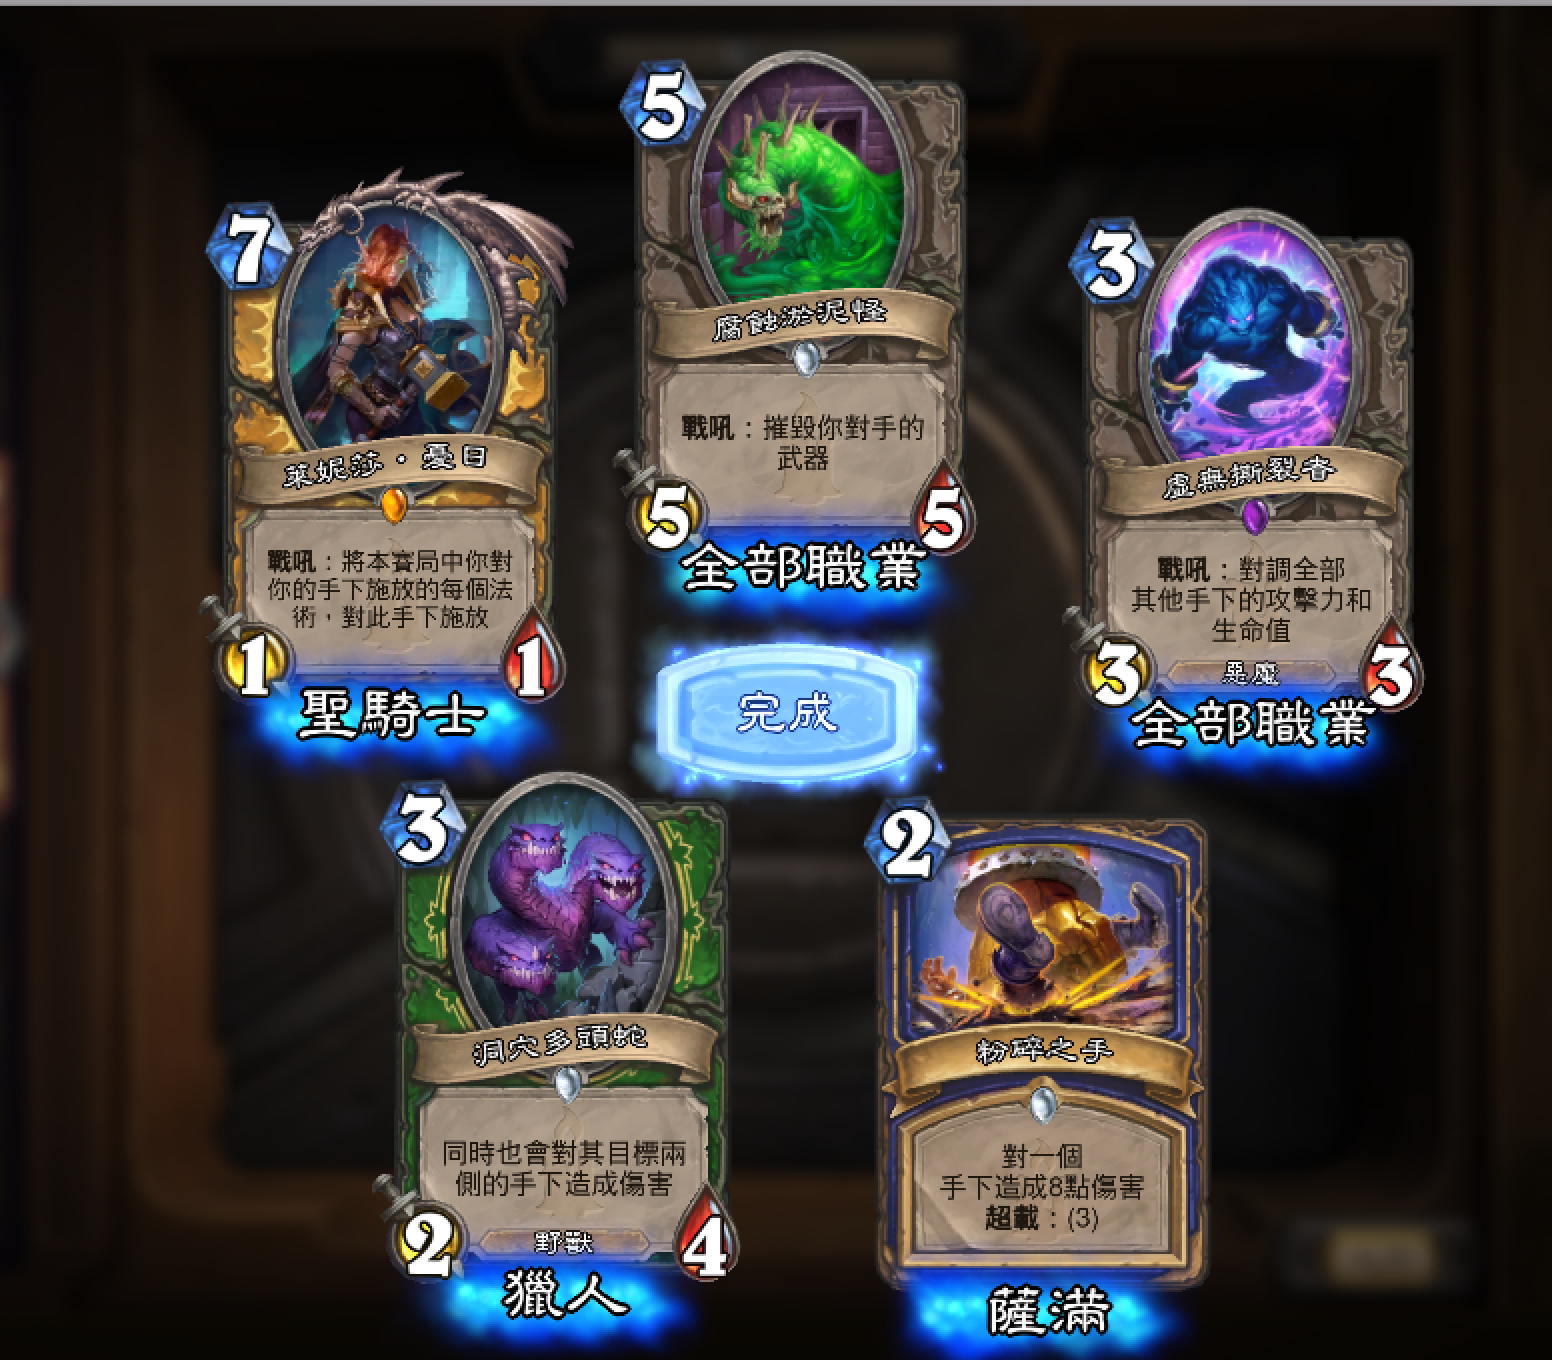 5
腐蝕淤泥怪
戰吼：摧毀你對手的
武器
5
5
全部職業
7
萊妮莎・憂日
戰吼：將本賽局中你對
你的手下施放的每個法
術，對此手下施放
1
1
聖騎士
3
虛無撕裂者
戰吼：對調全部
其他手下的攻擊力和
生命值
惡魔
3
3
全部職業
完成
3
洞穴多頭蛇
同時也會對其目標兩
側的手下造成傷害
野獸
2
4
獵人
2
粉碎之手
對一個
手下造成8點傷害
超載：(3)
薩滿